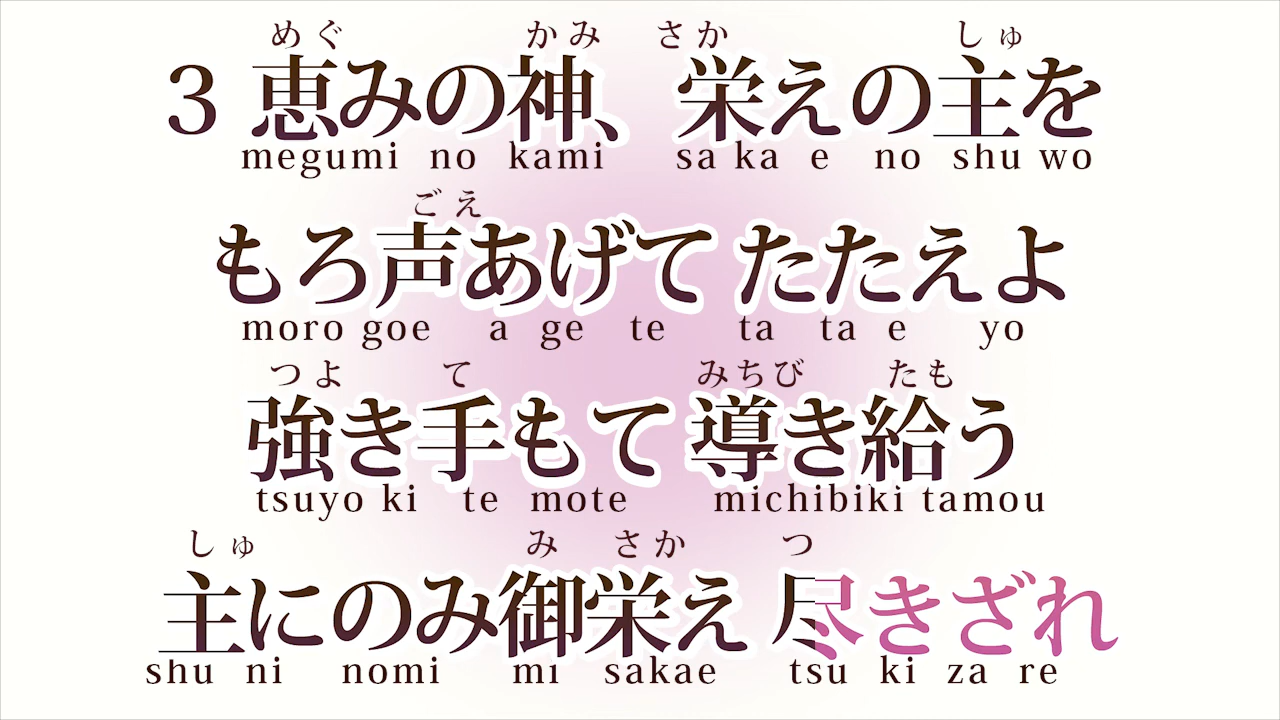 めぐ かみ さか しゅ
3 恵みの神、栄えの主を
megumi no kami sa ka e no shu wo
ごえ
もろ声あげて たたえよ
moro goe a ge te ta ta e yo
つよ て みちび たも
強き手もて 導き給う
tsuyo ki te mote michibiki tamou
しゅ み さか つ
主にのみ御栄え 尽きざれ
shu ni nomi mi sakae tsu ki za re